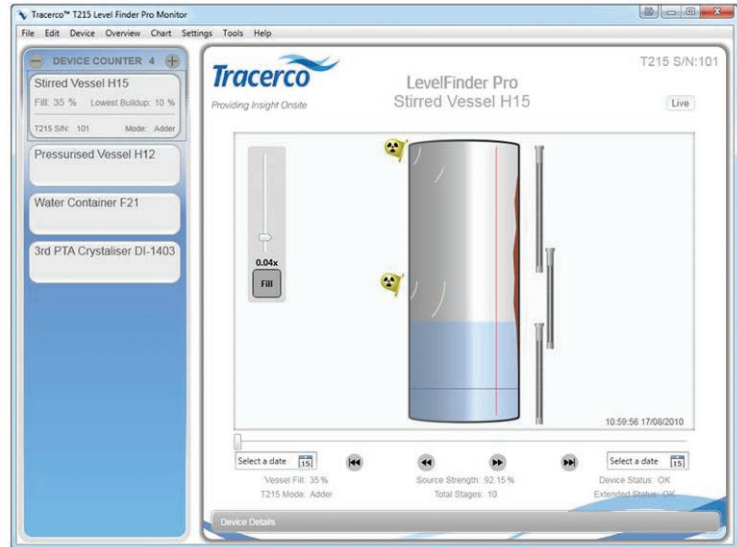 Tracerco™ T215 Level Finder Pro Monitor
File Edit Device Overview Chart Settings Tools Help
DEVICE COUNTER 4
Stirred Vessel H15
Fill: 35 % Lowest Buildup: 10 %
T215 S/N: 101 Mode: Adder
Pressurised Vessel H12
Water Container F21
3rd PTA Crystaliser DI-1403
T215 S/N:101
Tracerco
Providing Insight Onsite
LevelFinder Pro
Stirred Vessel H15
Live
0.04x
Fill
10:59:56 17/08/2010
Select a date 15
Select a date 15
Vessel Fill: 35 % Source Strength: 92.15 % Device Status: OK
T215 Mode: Adder Total Stages: 10 Extended Status: OK
Device Details